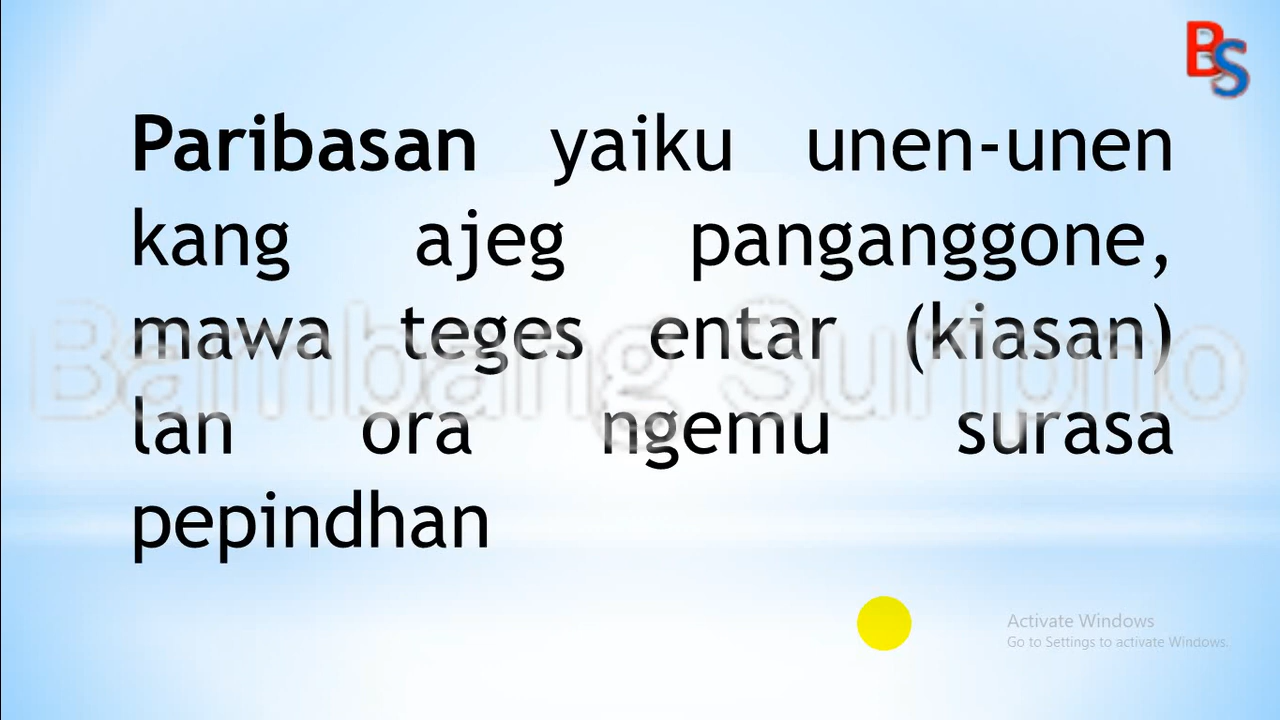 BS
Paribasan yaiku unen-unen
kang ajeg panganggone,
mawa teges entar (kiasan)
lan ora ngemu surasa
pepindhan
Bambang Suripno
Activate Windows
Go to Settings to activate Windows.